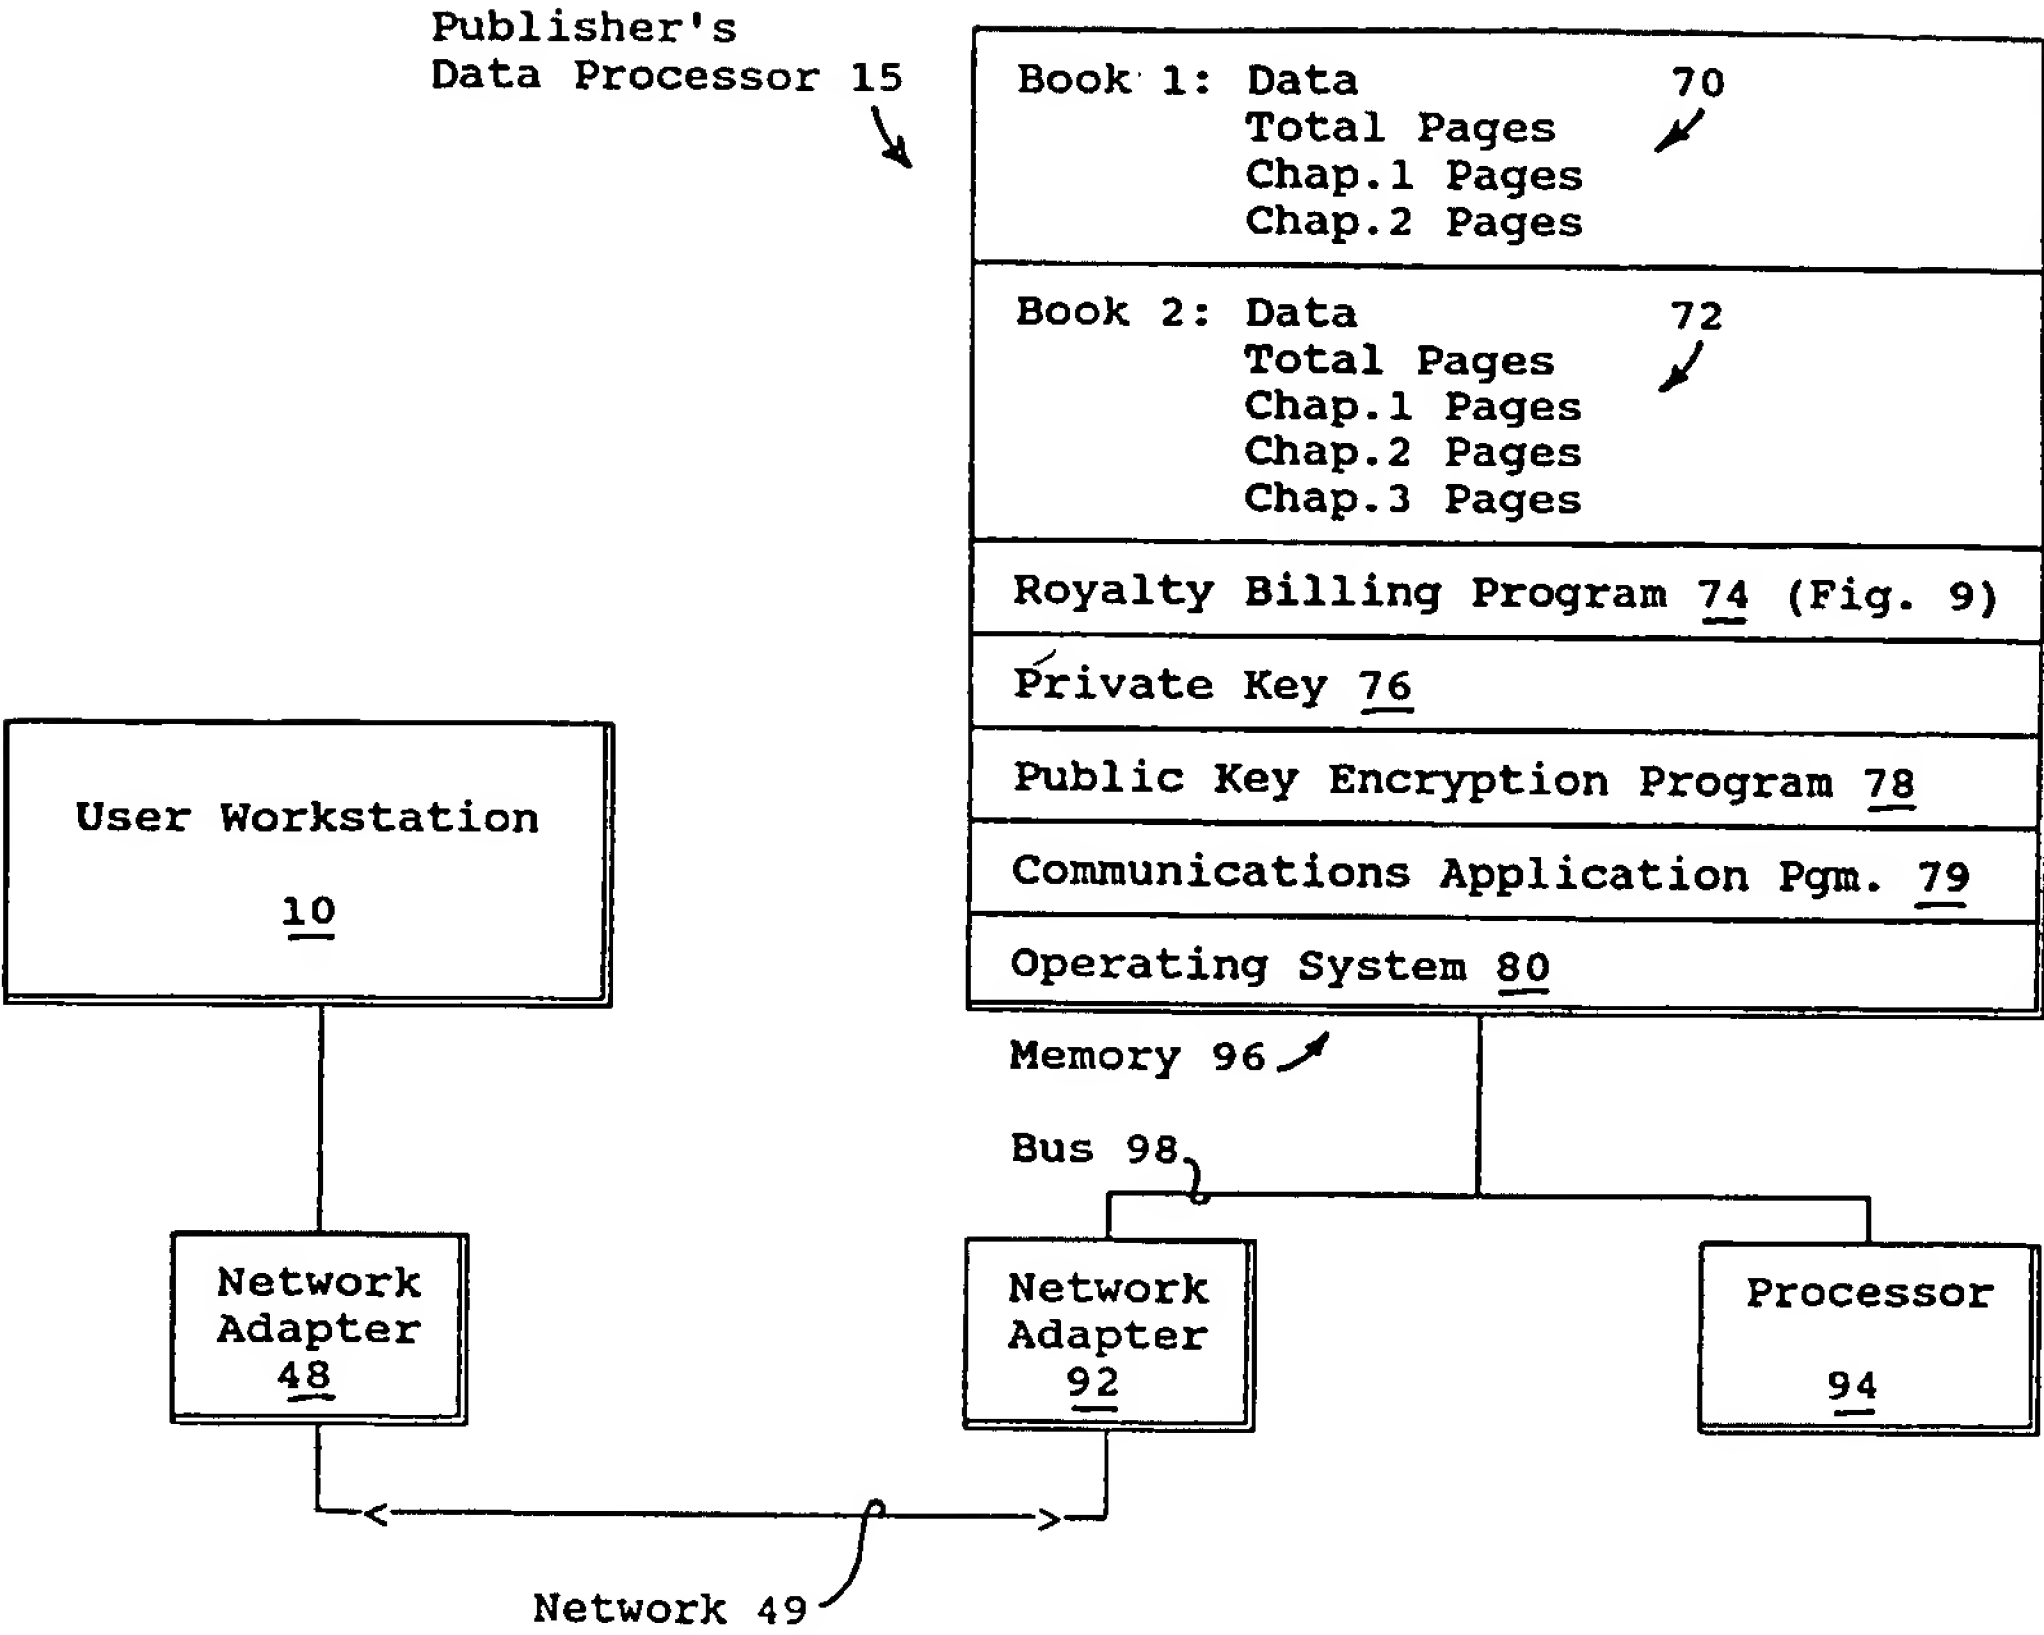 Publisher's
Data Processor 15
Book 1: Data 70
Total Pages
Chap.1 Pages
Chap.2 Pages
Book 2: Data 72
Total Pages
Chap.1 Pages
Chap.2 Pages
Chap.3 Pages
Royalty Billing Program 74 (Fig. 9)
Private Key 76
Public Key Encryption Program 78
Communications Application Pgm. 79
Operating System 80
Memory 96
Bus 98
User Workstation
10
Network
Adapter
48
Network
Adapter
92
Processor
94
Network 49